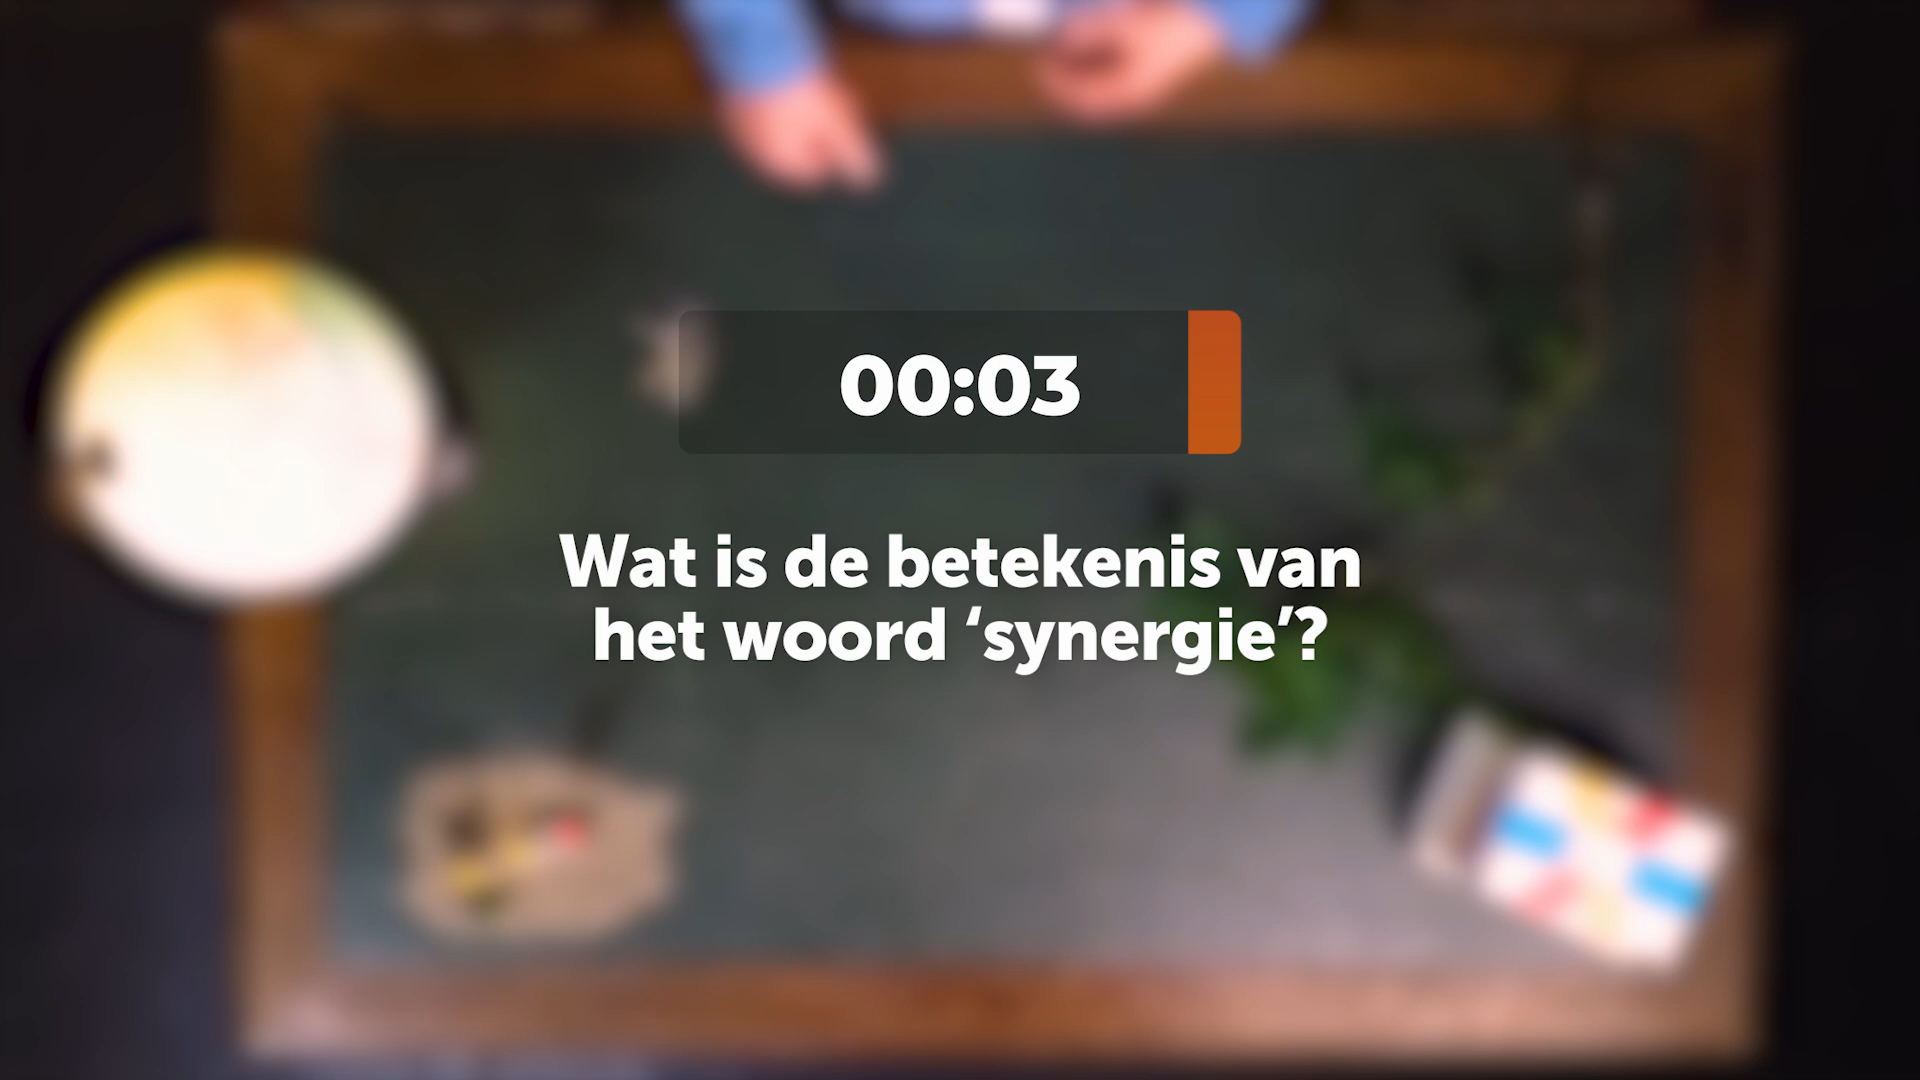 00:03
Wat is de betekenis van
het woord ‘synergie’?